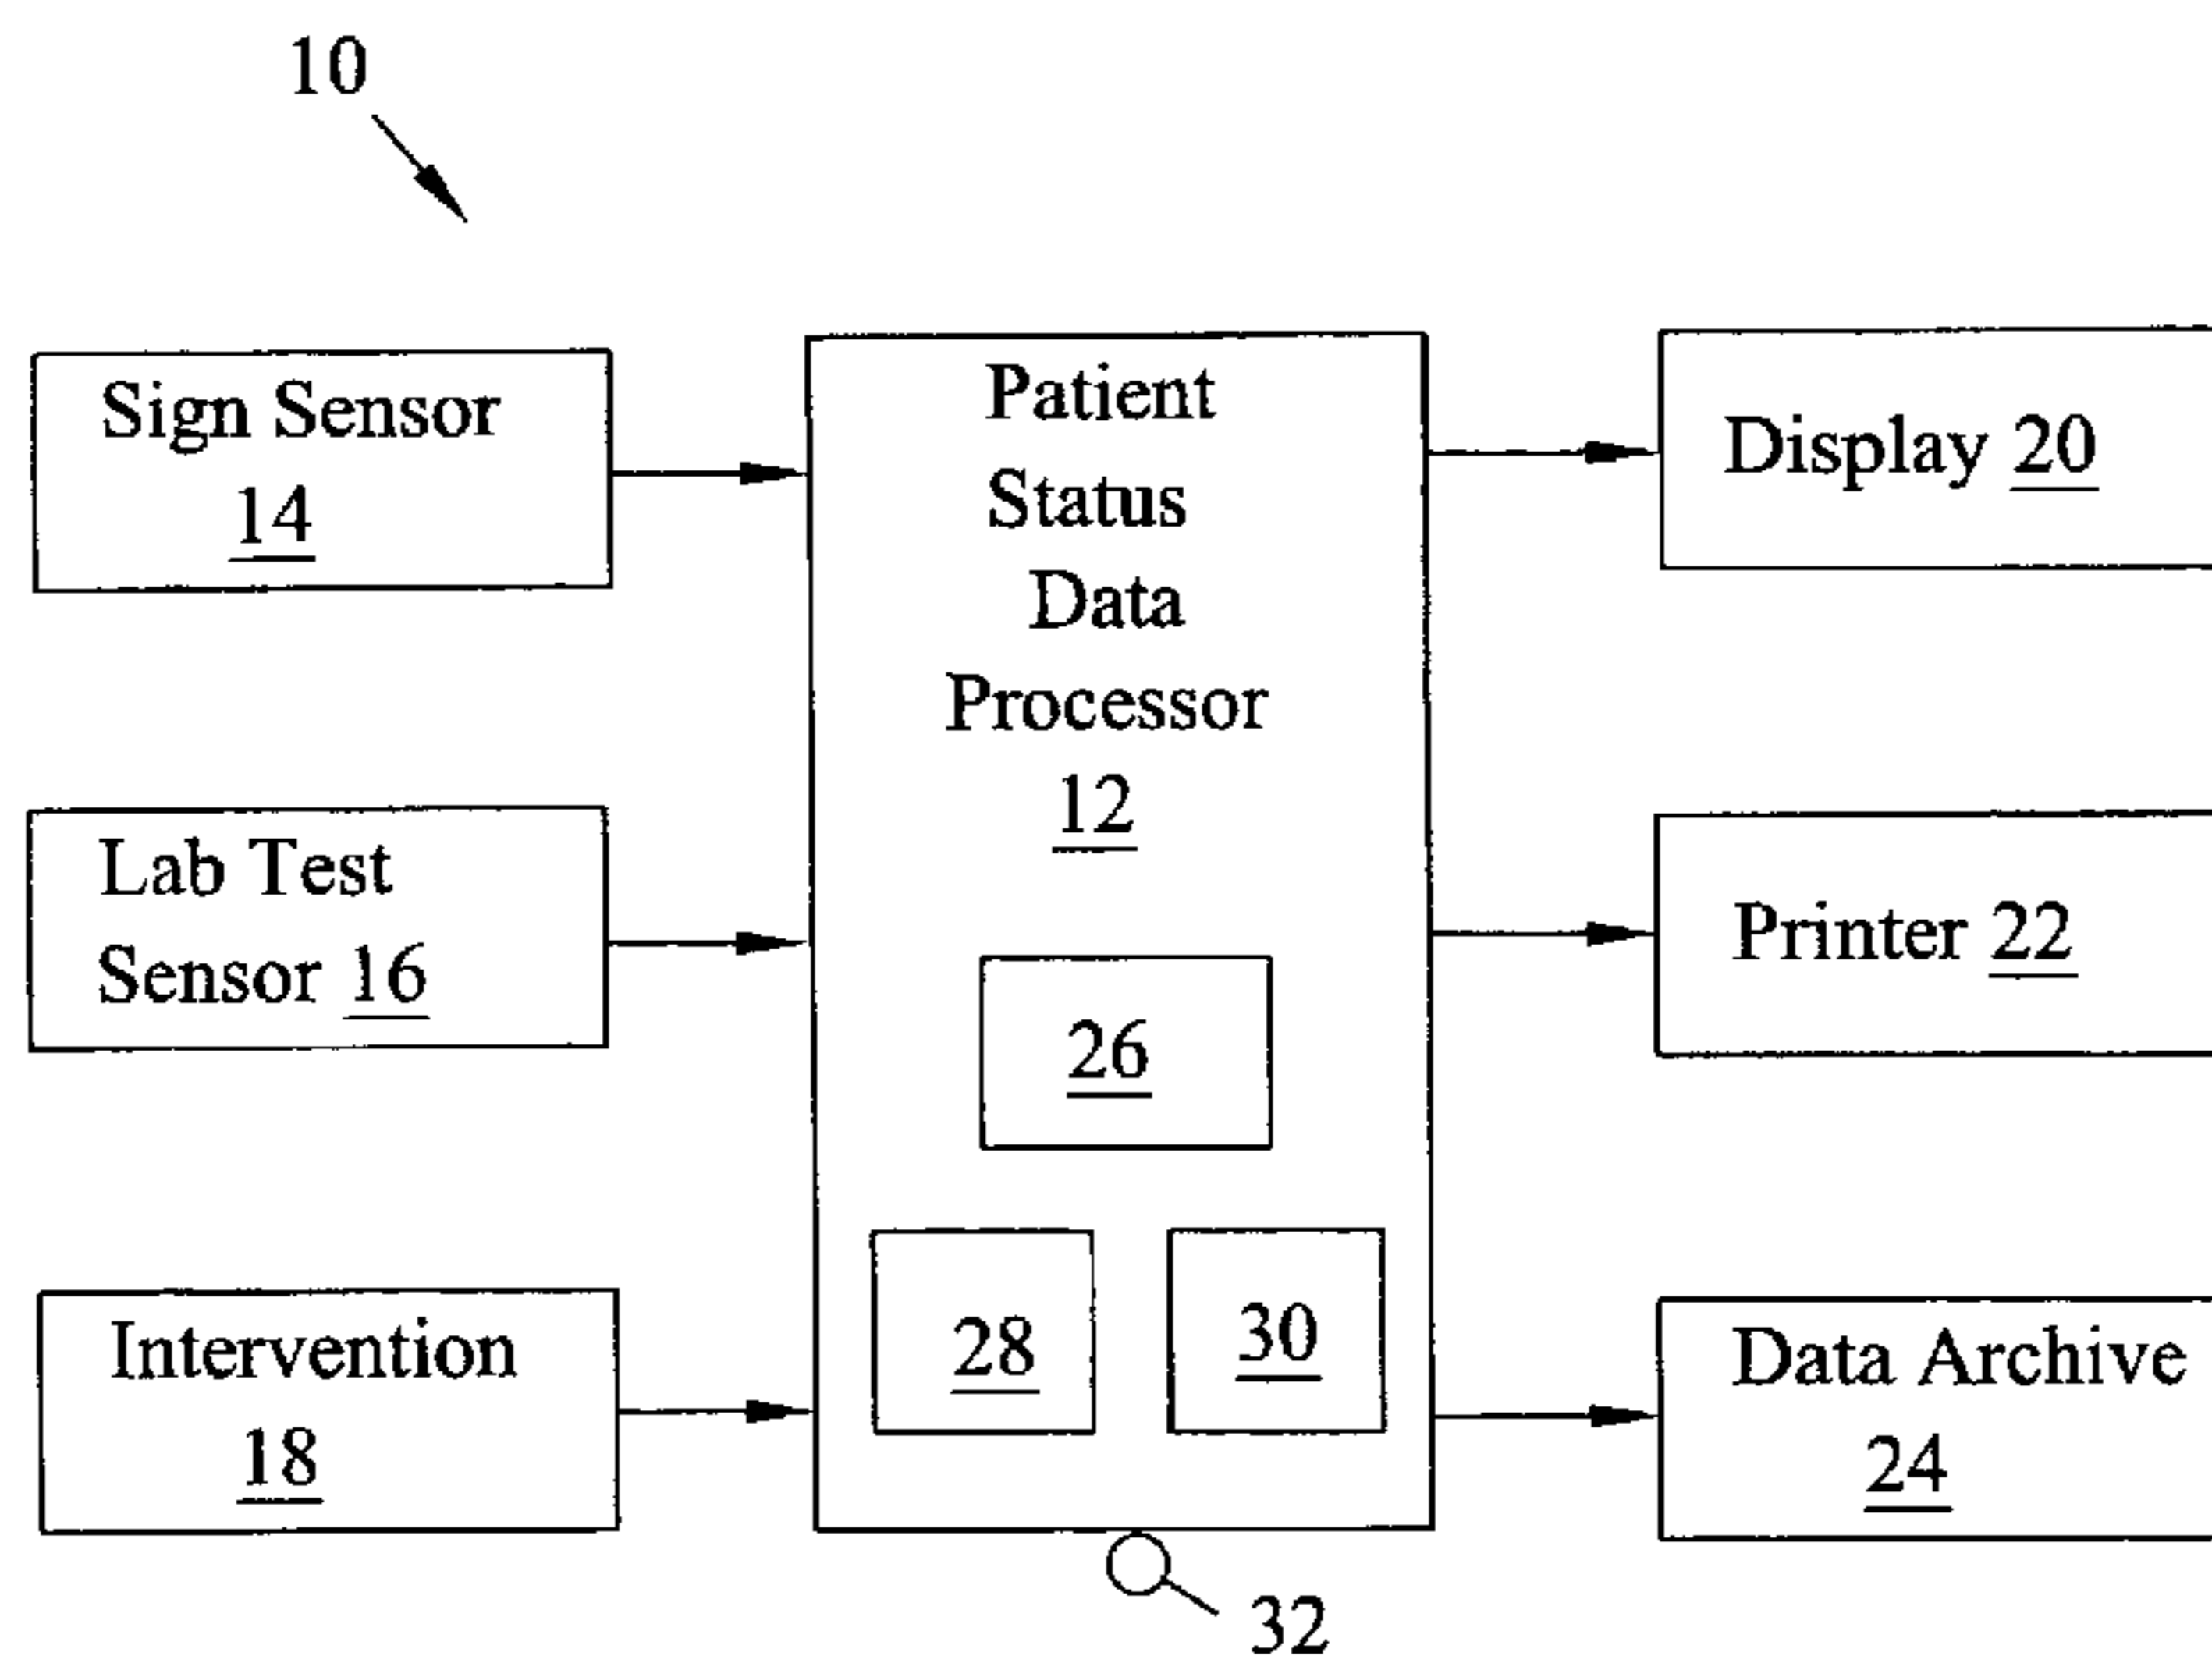 10
Sign Sensor
14
Lab Test
Sensor 16
Intervention
18
Patient
Status
Data
Processor
12
26
28
30
32
Display 20
Printer 22
Data Archive
24